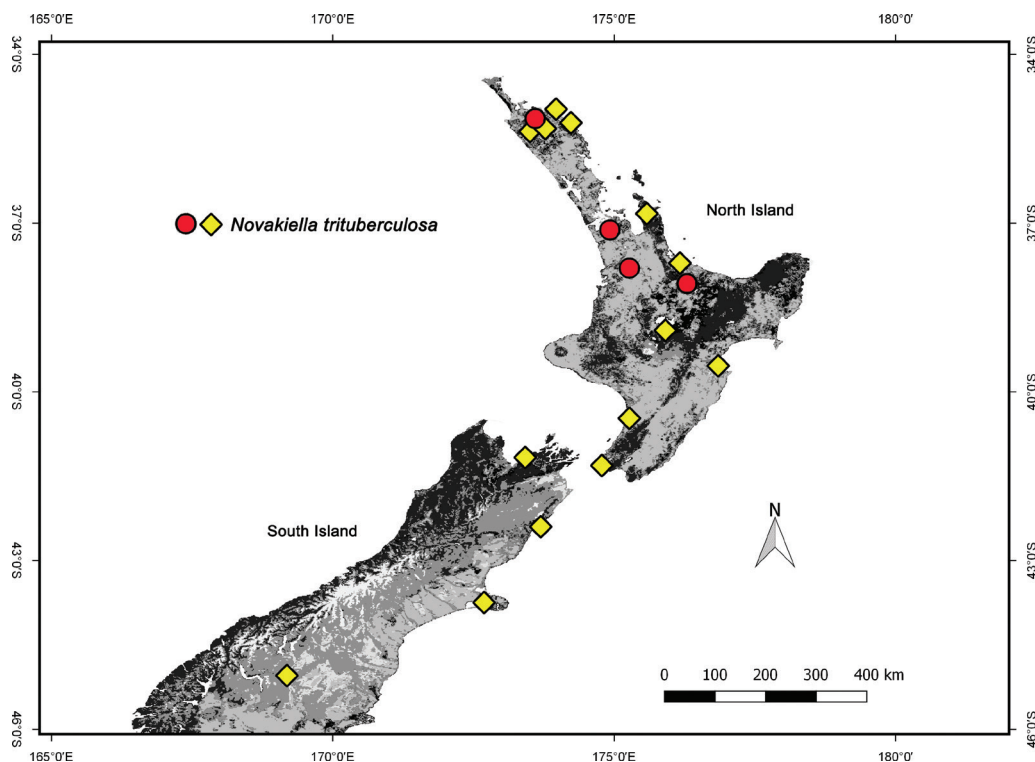 165°0′E 170°0′E 175°0′E 180°0′
34°0′S 34°0′S
North Island
37°0′S 37°0′S
Novakiella trituberculosa
40°0′S 40°0′S
N
South Island
43°0′S 43°0′S
0 100 200 300 400 km
46°0′S 46°0′S
165°0′E 170°0′E 175°0′E 180°0′